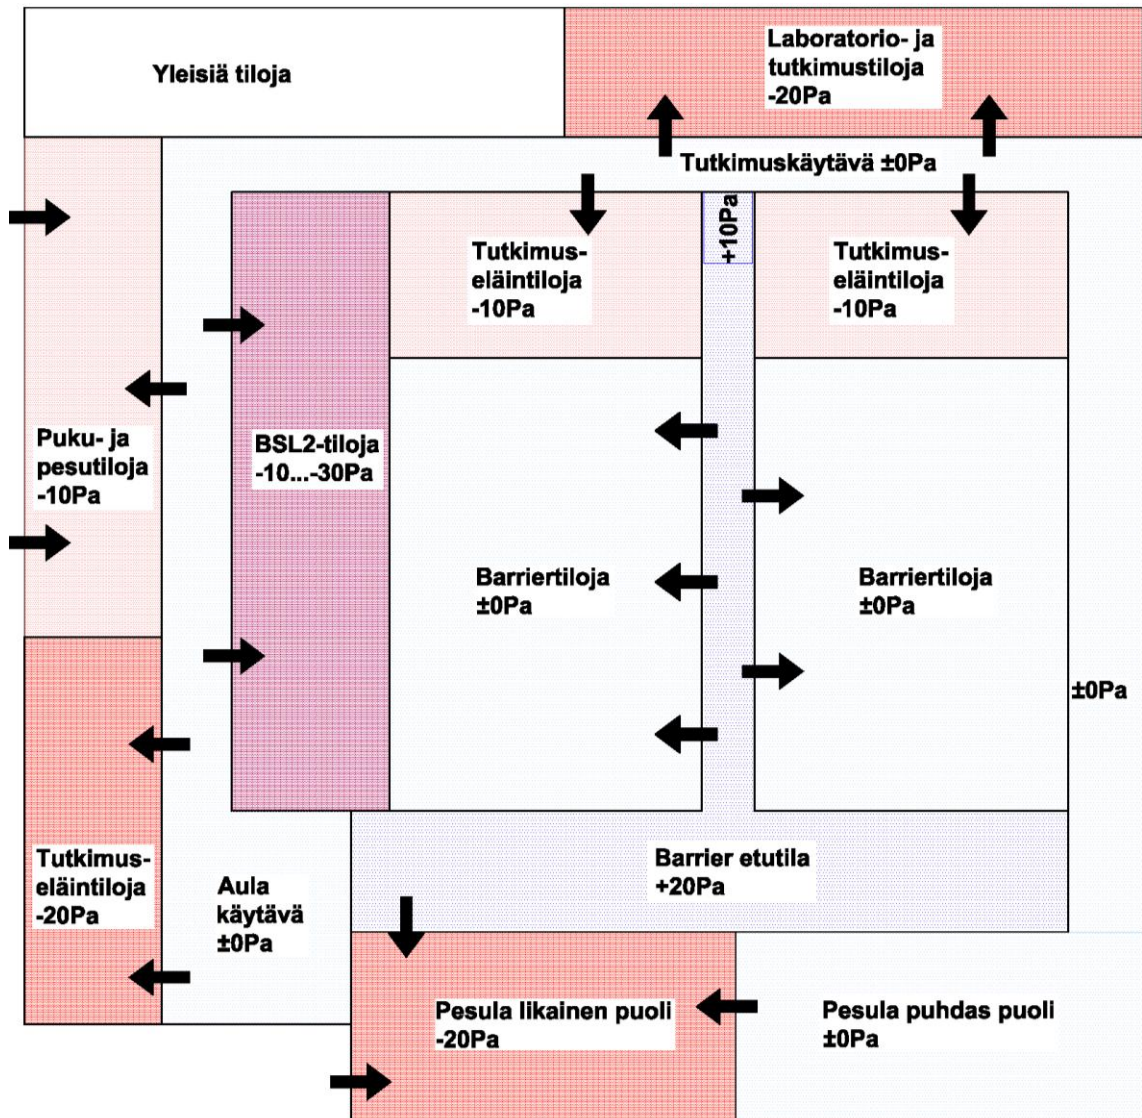 Yleisiä tiloja
Laboratorio- ja
tutkimustiloja
-20Pa
Tutkimuskäytävä ±0Pa
+10Pa
Tutkimus-
eläintiloja
-10Pa
Tutkimus-
eläintiloja
-10Pa
Puku- ja
pesutiloja
-10Pa
BSL2-tiloja
-10...-30Pa
Barriertiloja
±0Pa
Barriertiloja
±0Pa
±0Pa
Tutkimus-
eläintiloja
-20Pa
Aula
käytävä
±0Pa
Barrier etutila
+20Pa
Pesula likainen puoli
-20Pa
Pesula puhdas puoli
±0Pa